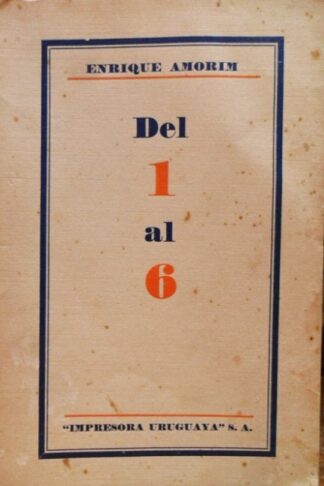 ENRIQUE AMORIM
Del
1
al
6
"IMPRESORA URUGUAYA" S. A.